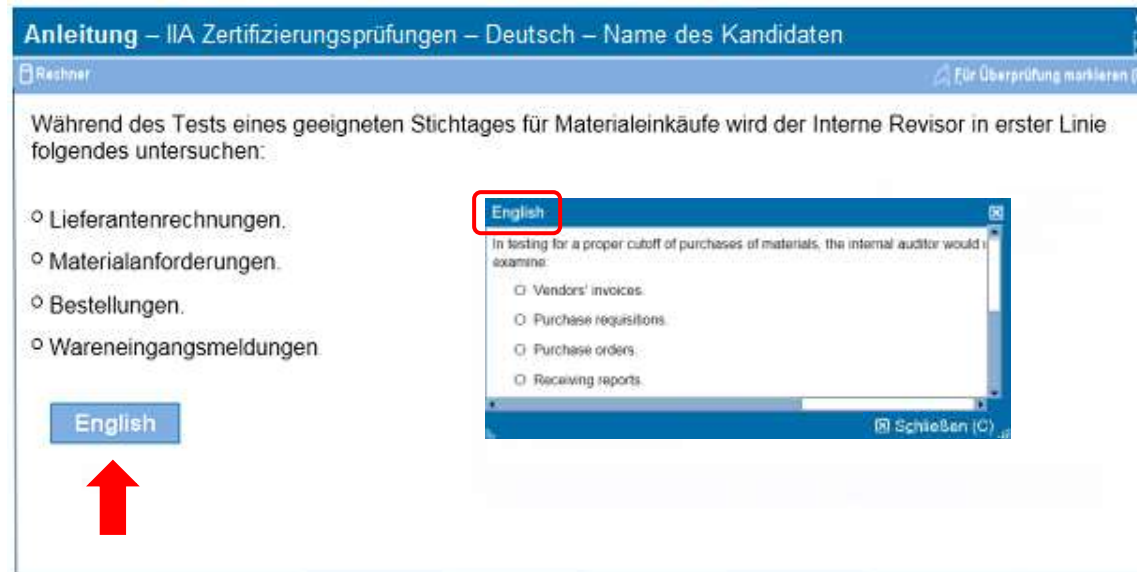 Anleitung – IIA Zertifizierungsprüfungen – Deutsch – Name des Kandidaten
Rechner
Für Überprüfung markieren
Während des Tests eines geeigneten Stichtages für Materialeinkäufe wird der Interne Revisor in erster Linie
folgendes untersuchen:
Lieferantenrechnungen.
Materialanforderungen.
Bestellungen.
Wareneingangsmeldungen
English
English
In testing for a proper cutoff of purchases of materials, the internal auditor would
examine:
Vendors' invoices.
Purchase requisitions.
Purchase orders.
Receiving reports.
Schließen (C)